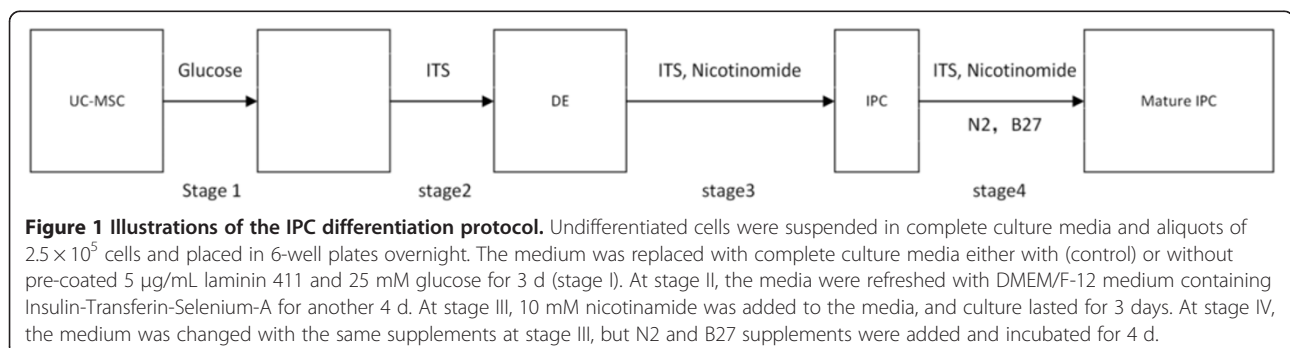 Glucose
ITS
ITS, Nicotinomide
ITS, Nicotinomide
UC-MSC
DE
IPC
Mature IPC
N2, B27
Stage 1
stage2
stage3
stage4
Figure 1 Illustrations of the IPC differentiation protocol. Undifferentiated cells were suspended in complete culture media and aliquots of
2.5 × 10⁵ cells and placed in 6-well plates overnight. The medium was replaced with complete culture media either with (control) or without
pre-coated 5 μg/mL laminin 411 and 25 mM glucose for 3 d (stage I). At stage II, the media were refreshed with DMEM/F-12 medium containing
Insulin-Transferin-Selenium-A for another 4 d. At stage III, 10 mM nicotinamide was added to the media, and culture lasted for 3 days. At stage IV,
the medium was changed with the same supplements at stage III, but N2 and B27 supplements were added and incubated for 4 d.